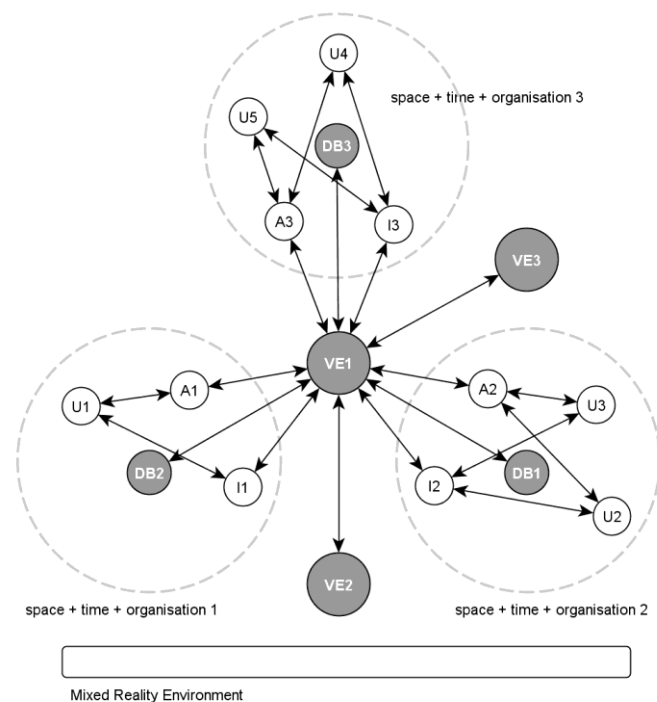 U4
space + time + organisation 3
U5
DB3
A3
I3
VE3
VE1
A1
A2
U1
U3
DB2
I1
I2
DB1
U2
VE2
space + time + organisation 1
space + time + organisation 2
Mixed Reality Environment